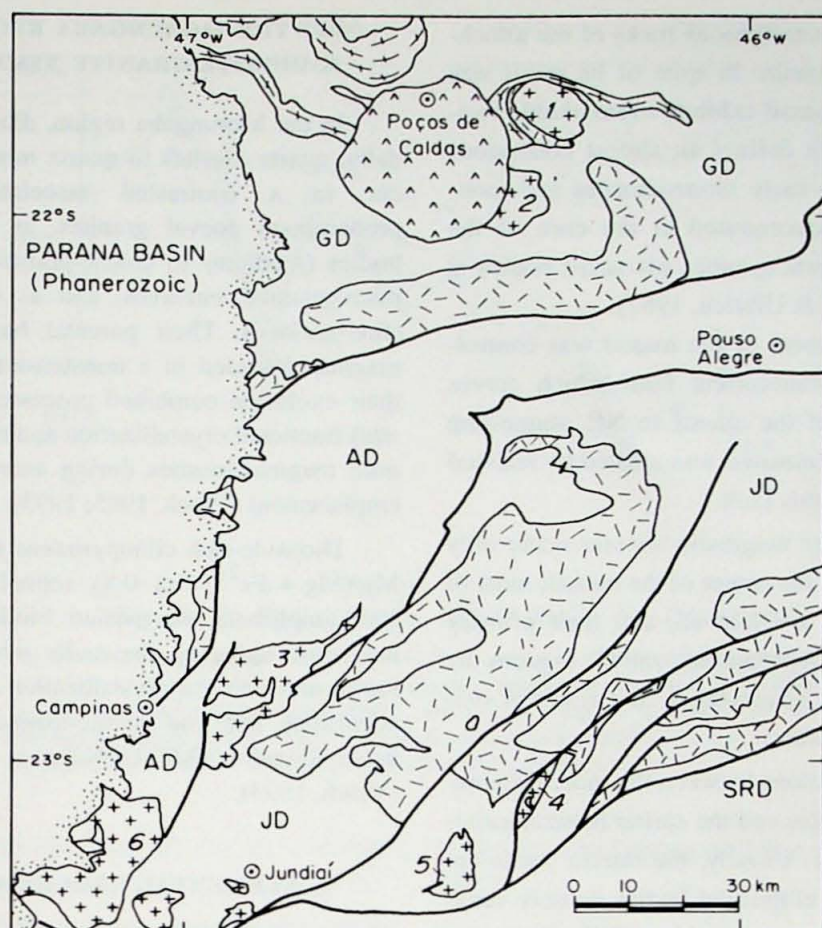 47°W
46°W
Poços de
Caldas
1
GD
2
22°S
GD
PARANA BASIN
(Phanerozoic)
Pouso
Alegre
AD
JD
3
Campinas
23°S
AD
4
SRD
JD
6
5
Jundiaí
0 10 30 km